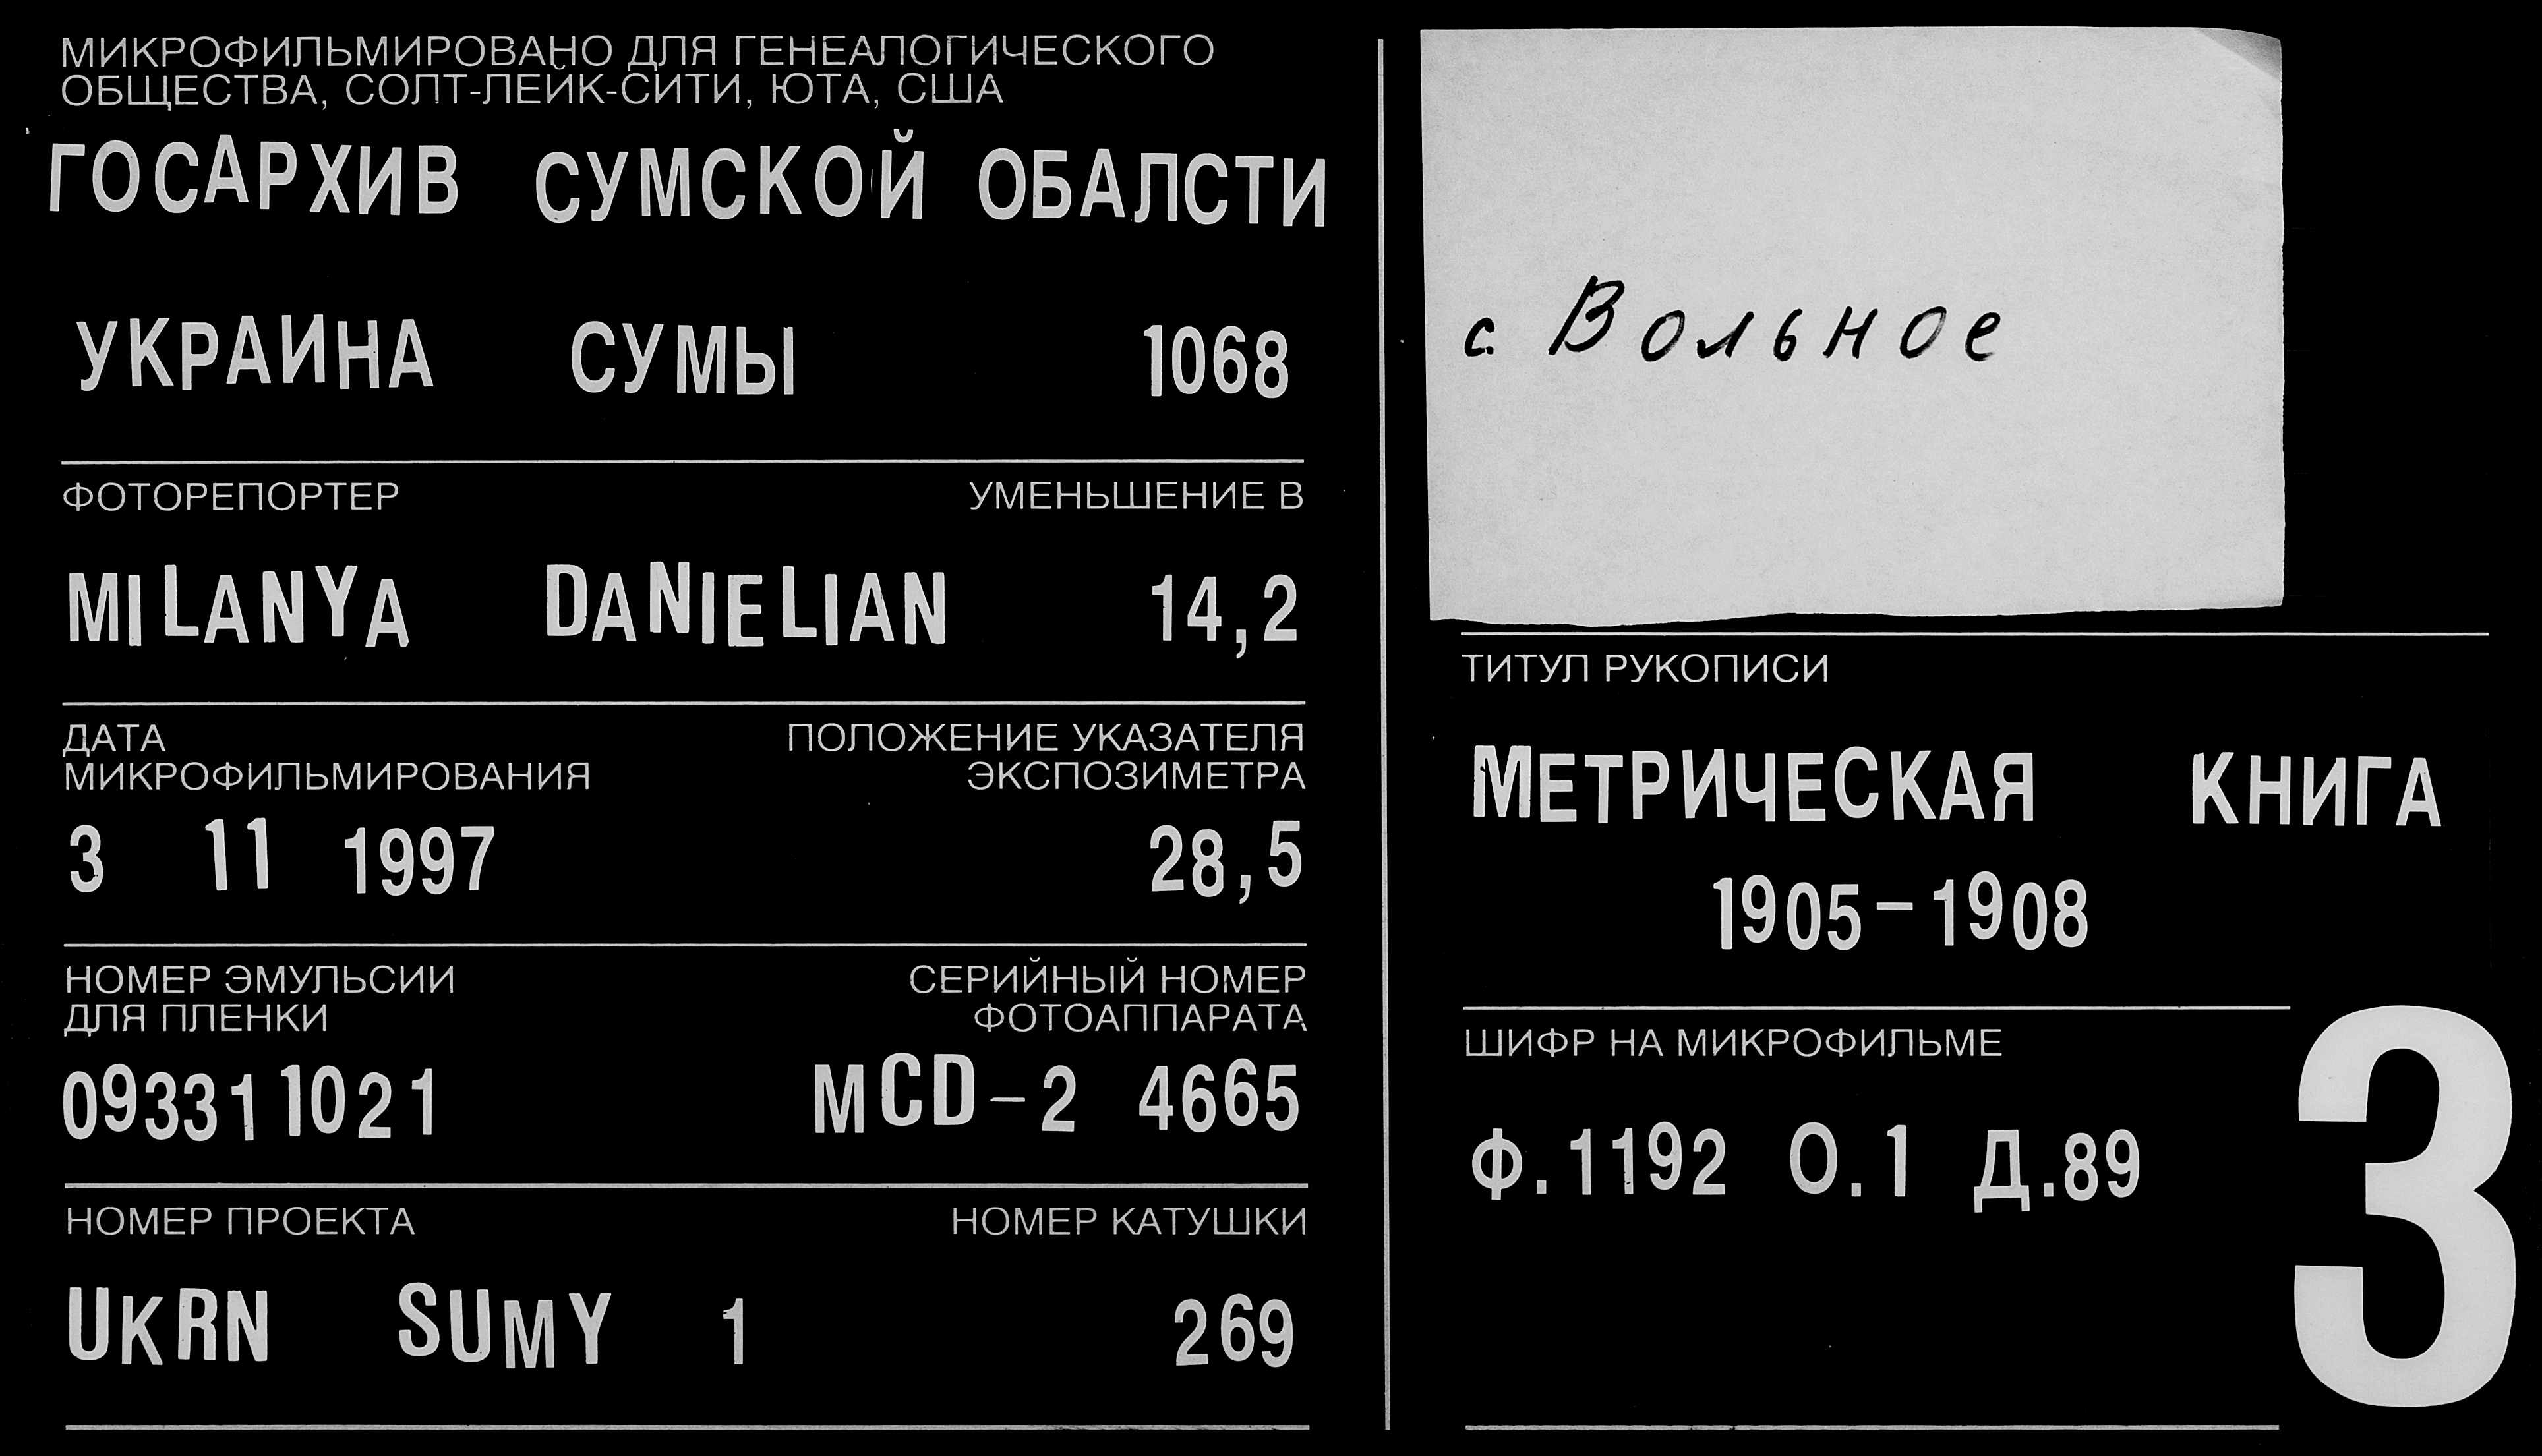 МИКРОФИЛЬМИРОВАНО ДЛЯ ГЕНЕАЛОГИЧЕСКОГО
ОБЩЕСТВА, СОЛТ-ЛЕЙК-СИТИ, ЮТА, США
ГОСАРХИВ СУМСКОЙ ОБАЛСТИ
УКРАИНА СУМЫ 1068
ФОТОРЕПОРТЕР УМЕНЬШЕНИЕ В
MILANYA DANIELIAN 14,2
ДАТА
МИКРОФИЛЬМИРОВАНИЯ
ПОЛОЖЕНИЕ УКАЗАТЕЛЯ
ЭКСПОЗИМЕТРА
3 11 1997 28,5
НОМЕР ЭМУЛЬСИИ
ДЛЯ ПЛЕНКИ
СЕРИЙНЫЙ НОМЕР
ФОТОАППАРАТА
093311021 MCD-2 4665
НОМЕР ПРОЕКТА НОМЕР КАТУШКИ
UKRN SUMY 1 269
с. Вольное
ТИТУЛ РУКОПИСИ
МЕТРИЧЕСКАЯ КНИГА
1905-1908
ШИФР НА МИКРОФИЛЬМЕ
Ф.1192 О.1 Д.89
3